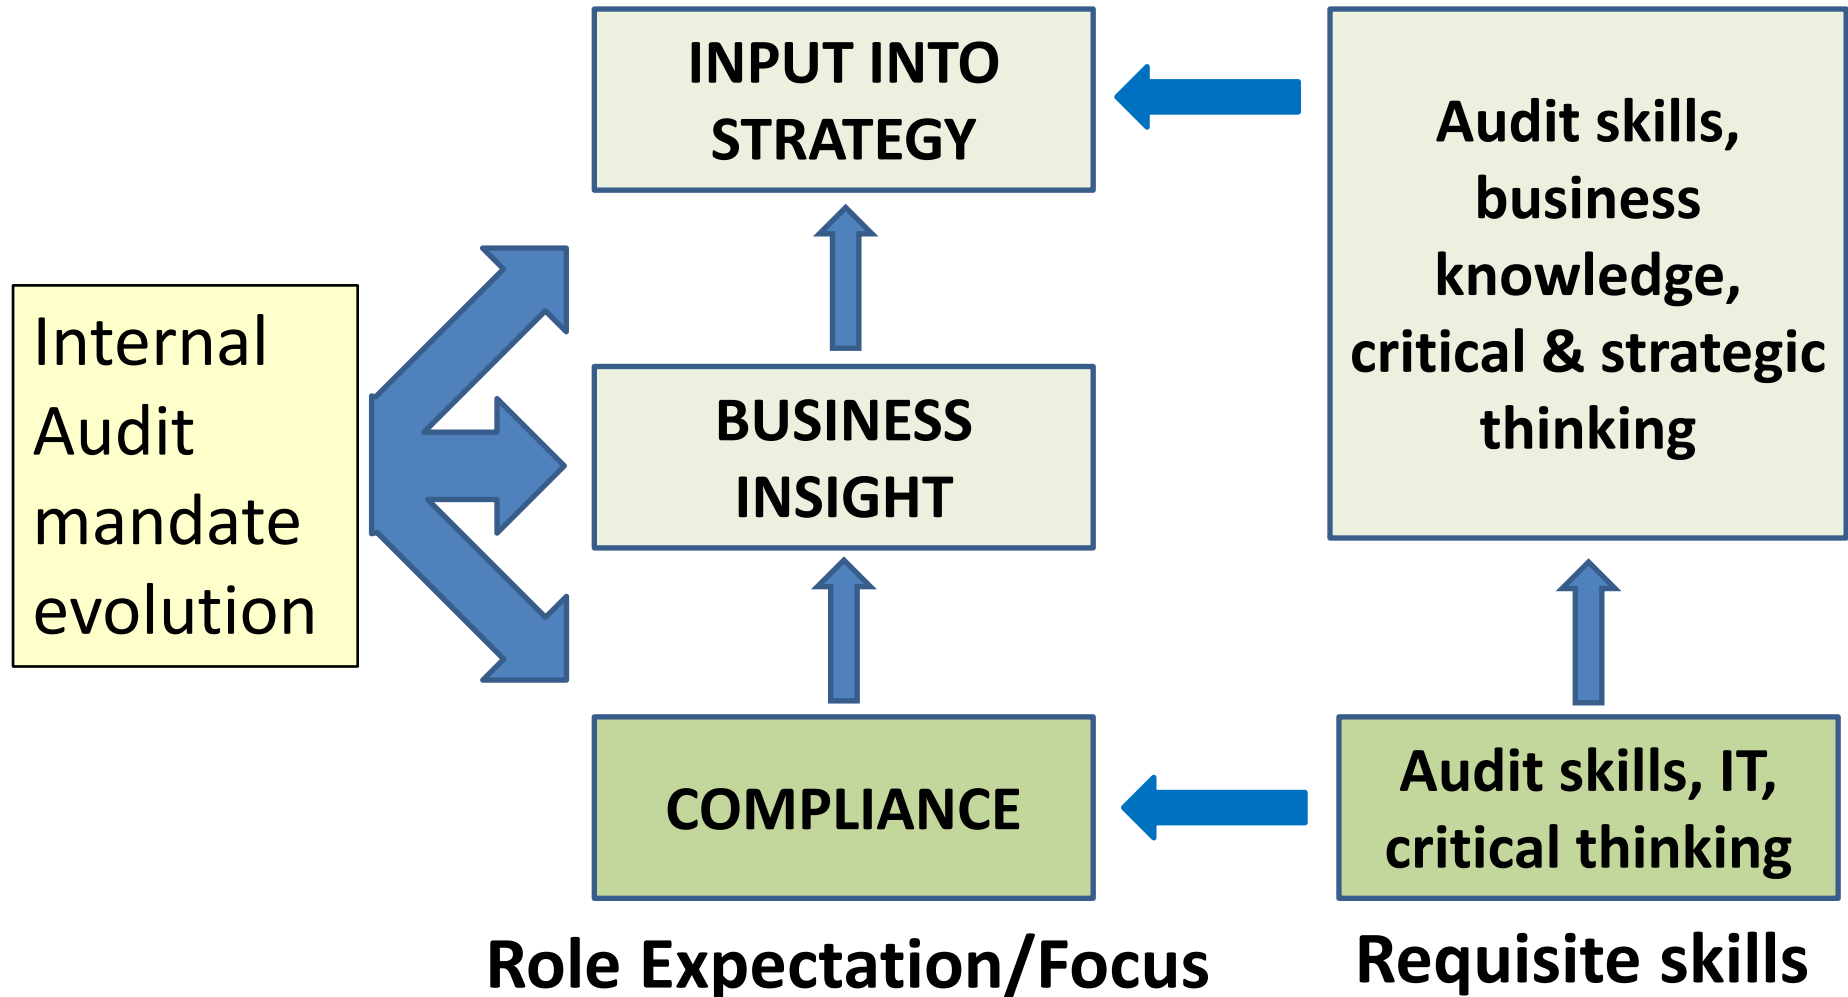 INPUT INTO
STRATEGY
Audit skills,
business
knowledge,
critical & strategic
thinking
Internal
Audit
mandate
evolution
BUSINESS
INSIGHT
COMPLIANCE
Audit skills, IT,
critical thinking
Role Expectation/Focus
Requisite skills